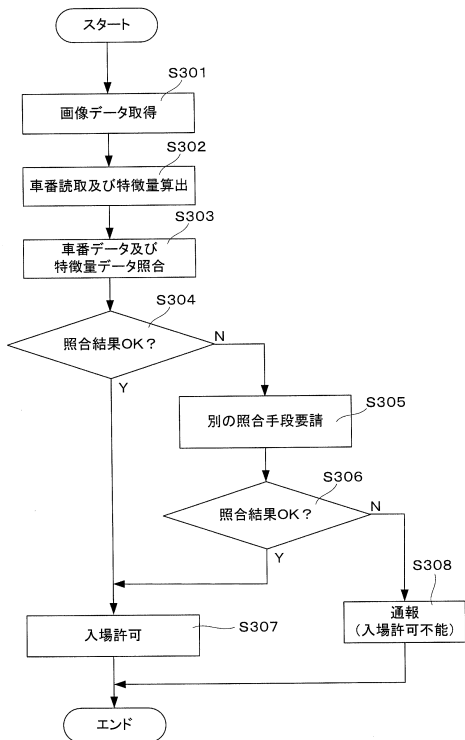 スタート
S301
画像データ取得
S302
車番読取及び特徴量算出
S303
車番データ及び
特徴量データ照合
S304
照合結果OK?
N
Y
S305
別の照合手段要請
S306
照合結果OK?
N
Y
S308
通報
(入場許可不能)
入場許可
S307
エンド